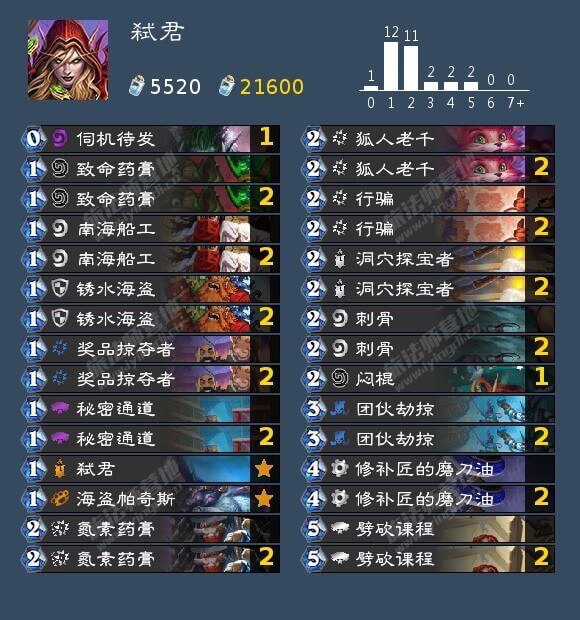 弑君
5520 21600
1 12 11 2 2 2 0 0
0 1 2 3 4 5 6 7+
0 伺机待发 1
1 致命药膏
1 致命药膏 2
1 南海船工
1 南海船工 2
1 锈水海盗
1 锈水海盗 2
1 奖品掠夺者
1 奖品掠夺者 2
1 秘密通道
1 秘密通道 2
1 弑君
1 海盗帕奇斯
2 氮素药膏
2 氮素药膏 2
2 狐人老千
2 狐人老千 2
2 行骗
2 行骗 2
2 洞穴探宝者
2 洞穴探宝者 2
2 刺骨
2 刺骨 2
2 闷棍 1
3 团伙劫掠
3 团伙劫掠 2
4 修补匠的磨刀油
4 修补匠的磨刀油 2
5 劈砍课程
5 劈砍课程 2